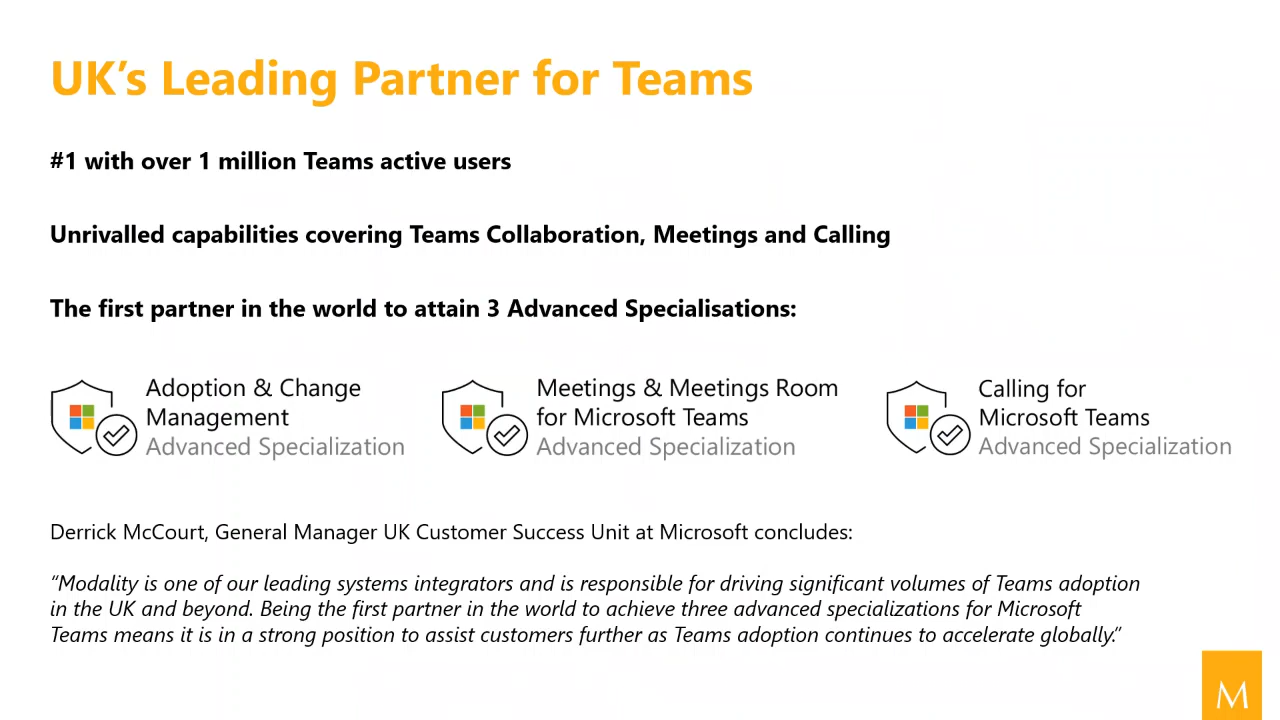 UK’s Leading Partner for Teams
#1 with over 1 million Teams active users
Unrivalled capabilities covering Teams Collaboration, Meetings and Calling
The first partner in the world to attain 3 Advanced Specialisations:
Adoption & Change
Management
Advanced Specialization
Meetings & Meetings Room
for Microsoft Teams
Advanced Specialization
Calling for
Microsoft Teams
Advanced Specialization
Derrick McCourt, General Manager UK Customer Success Unit at Microsoft concludes:
“Modality is one of our leading systems integrators and is responsible for driving significant volumes of Teams adoption
in the UK and beyond. Being the first partner in the world to achieve three advanced specializations for Microsoft
Teams means it is in a strong position to assist customers further as Teams adoption continues to accelerate globally.“
M